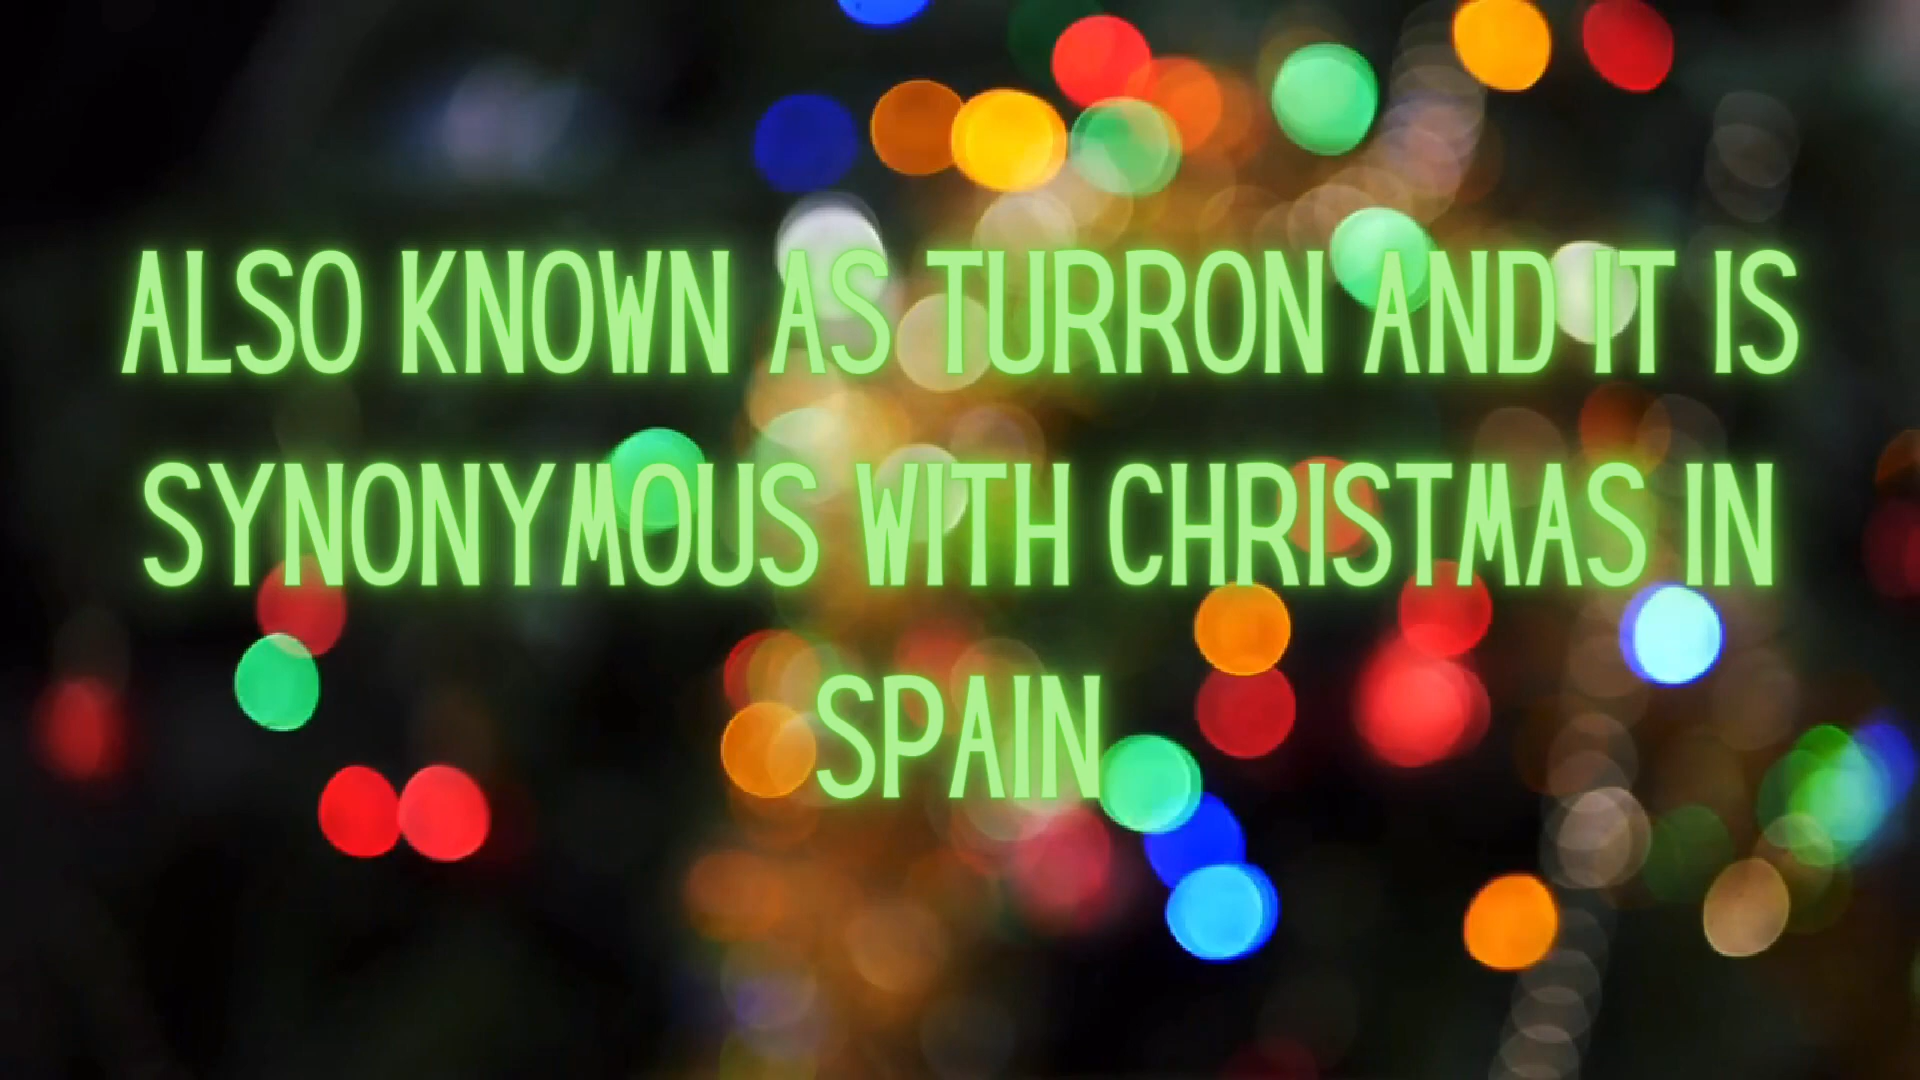 ALSO KNOWN AS TURRON AND IT IS
SYNONYMOUS WITH CHRISTMAS IN
SPAIN